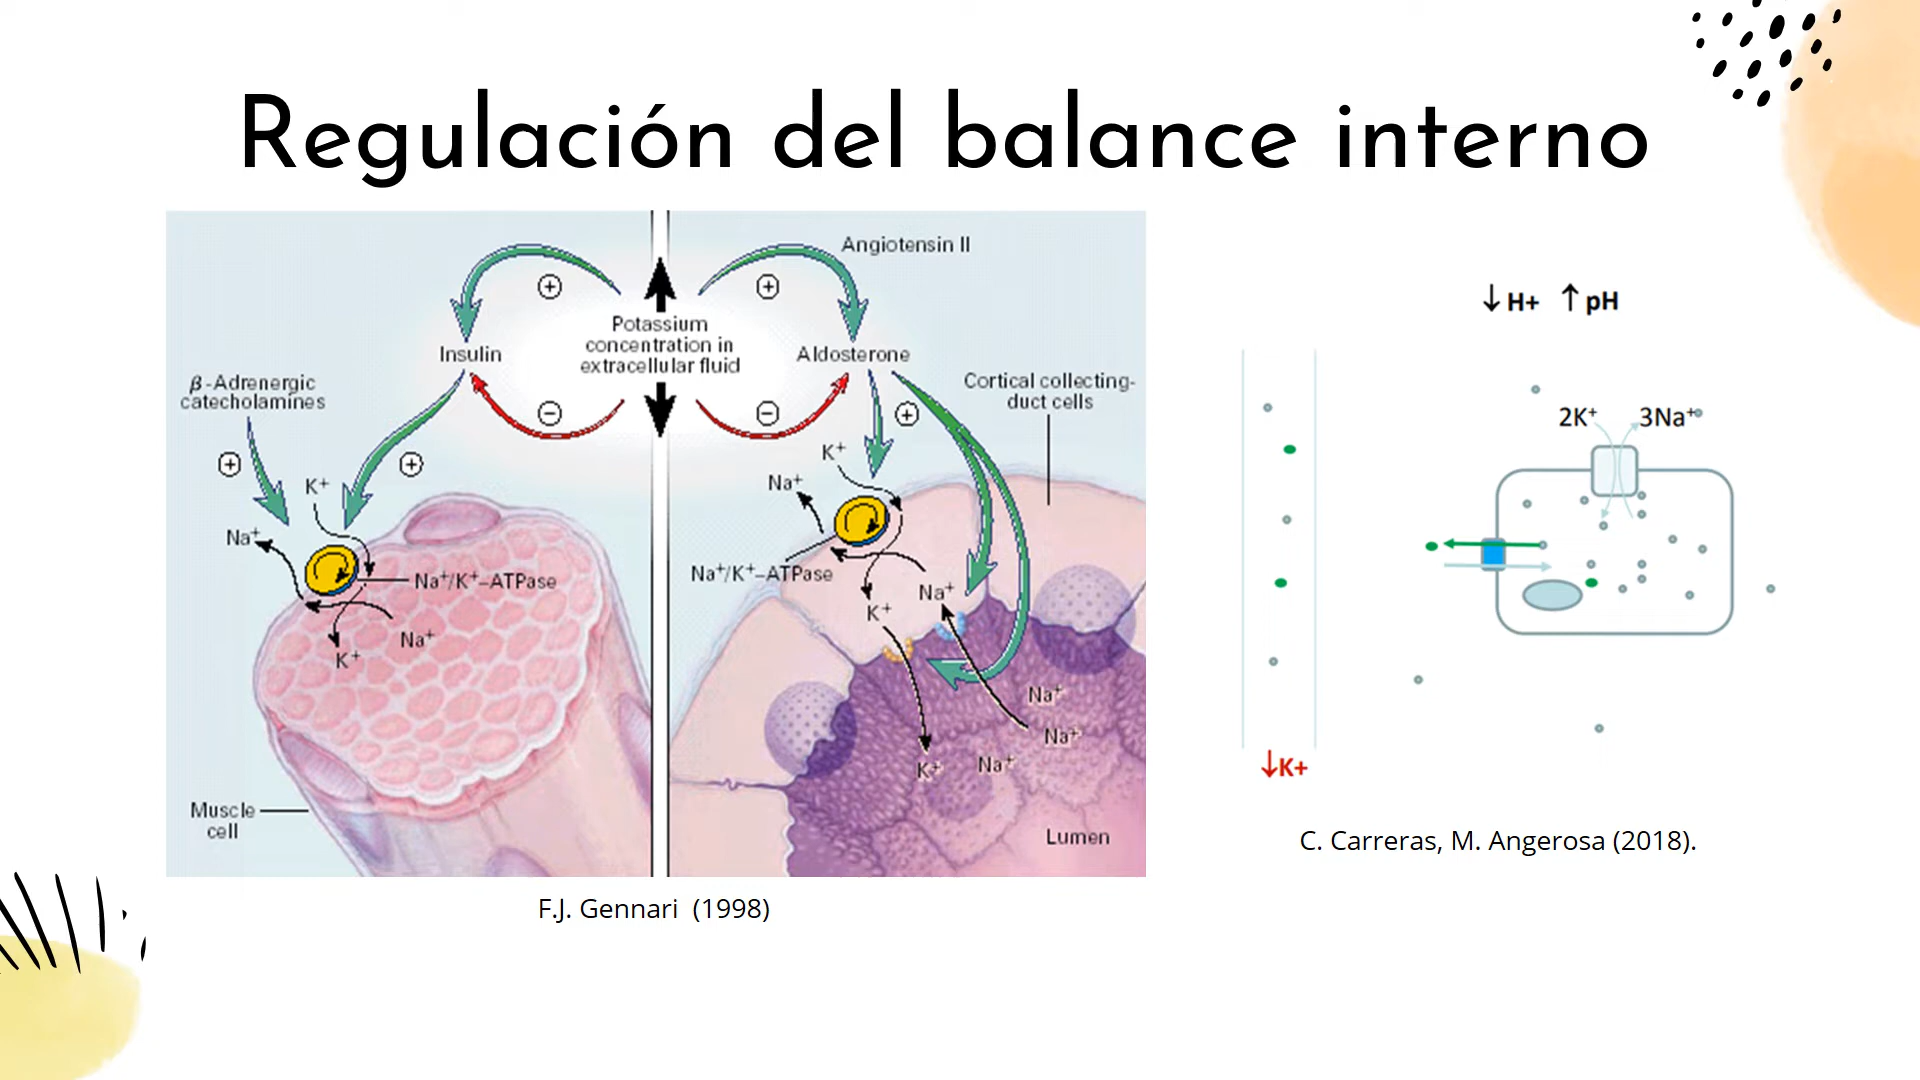 Regulación del balance interno
Angiotensin II
Potassium
concentration in
extracellular fluid
Insulin
Aldosterone
β-Adrenergic
catecholamines
Cortical collecting-
duct cells
K+
Na+
Na+/K+–ATPase
Na+
K+
Muscle
cell
K+
Na+
Na+/K+–ATPase
Na+
K+
Na+
Na+
K+
Na+
Lumen
F.J. Gennari (1998)
↓ H+ ↑ pH
2K+ 3Na+
↓K+
C. Carreras, M. Angerosa (2018).